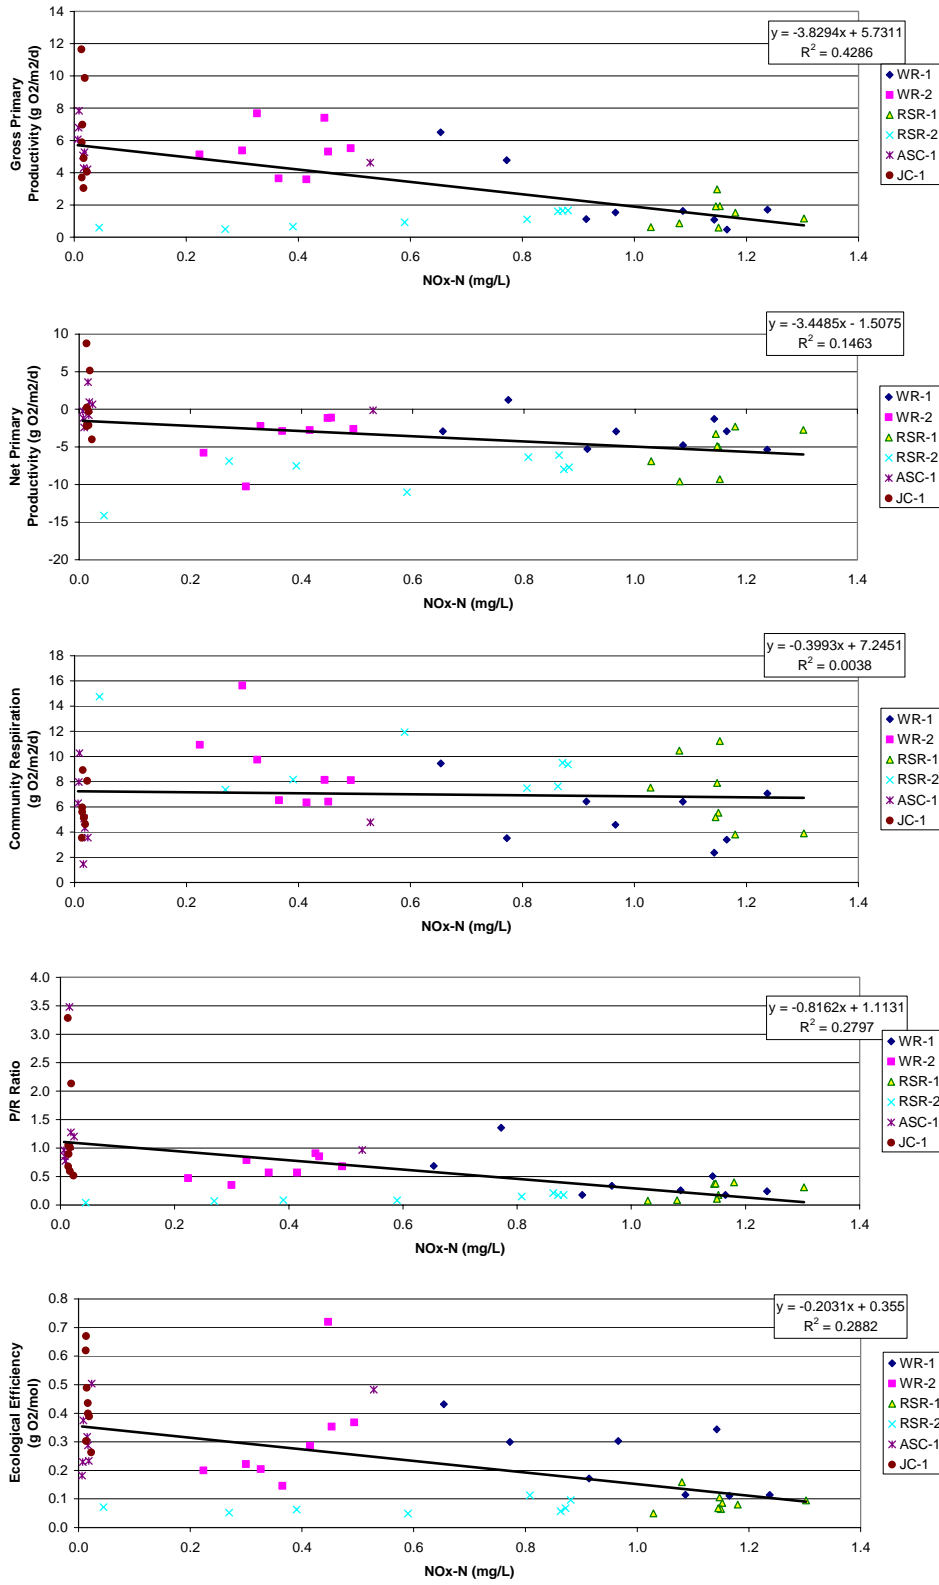 14
12
10
8
6
4
2
0
Gross Primary
Productivity (g O2/m2/d)
0.0 0.2 0.4 0.6 0.8 1.0 1.2 1.4
NOx-N (mg/L)
y = -3.8294x + 5.7311
R2 = 0.4286
WR-1
WR-2
RSR-1
RSR-2
ASC-1
JC-1
10
5
0
-5
-10
-15
-20
Net Primary
Productivity (g O2/m2/d)
0.0 0.2 0.4 0.6 0.8 1.0 1.2 1.4
NOx-N (mg/L)
y = -3.4485x - 1.5075
R2 = 0.1463
WR-1
WR-2
RSR-1
RSR-2
ASC-1
JC-1
18
16
14
12
10
8
6
4
2
0
Community Respiiration
(g O2/m2/d)
0.0 0.2 0.4 0.6 0.8 1.0 1.2 1.4
NOx-N (mg/L)
y = -0.3993x + 7.2451
R2 = 0.0038
WR-1
WR-2
RSR-1
RSR-2
ASC-1
JC-1
4.0
3.5
3.0
2.5
2.0
1.5
1.0
0.5
0.0
P/R Ratio
0.0 0.2 0.4 0.6 0.8 1.0 1.2 1.4
NOx-N (mg/L)
y = -0.8162x + 1.1131
R2 = 0.2797
WR-1
WR-2
RSR-1
RSR-2
ASC-1
JC-1
0.8
0.7
0.6
0.5
0.4
0.3
0.2
0.1
0.0
Ecological Efficiency
(g O2/mol)
0.0 0.2 0.4 0.6 0.8 1.0 1.2 1.4
NOx-N (mg/L)
y = -0.2031x + 0.355
R2 = 0.2882
WR-1
WR-2
RSR-1
RSR-2
ASC-1
JC-1